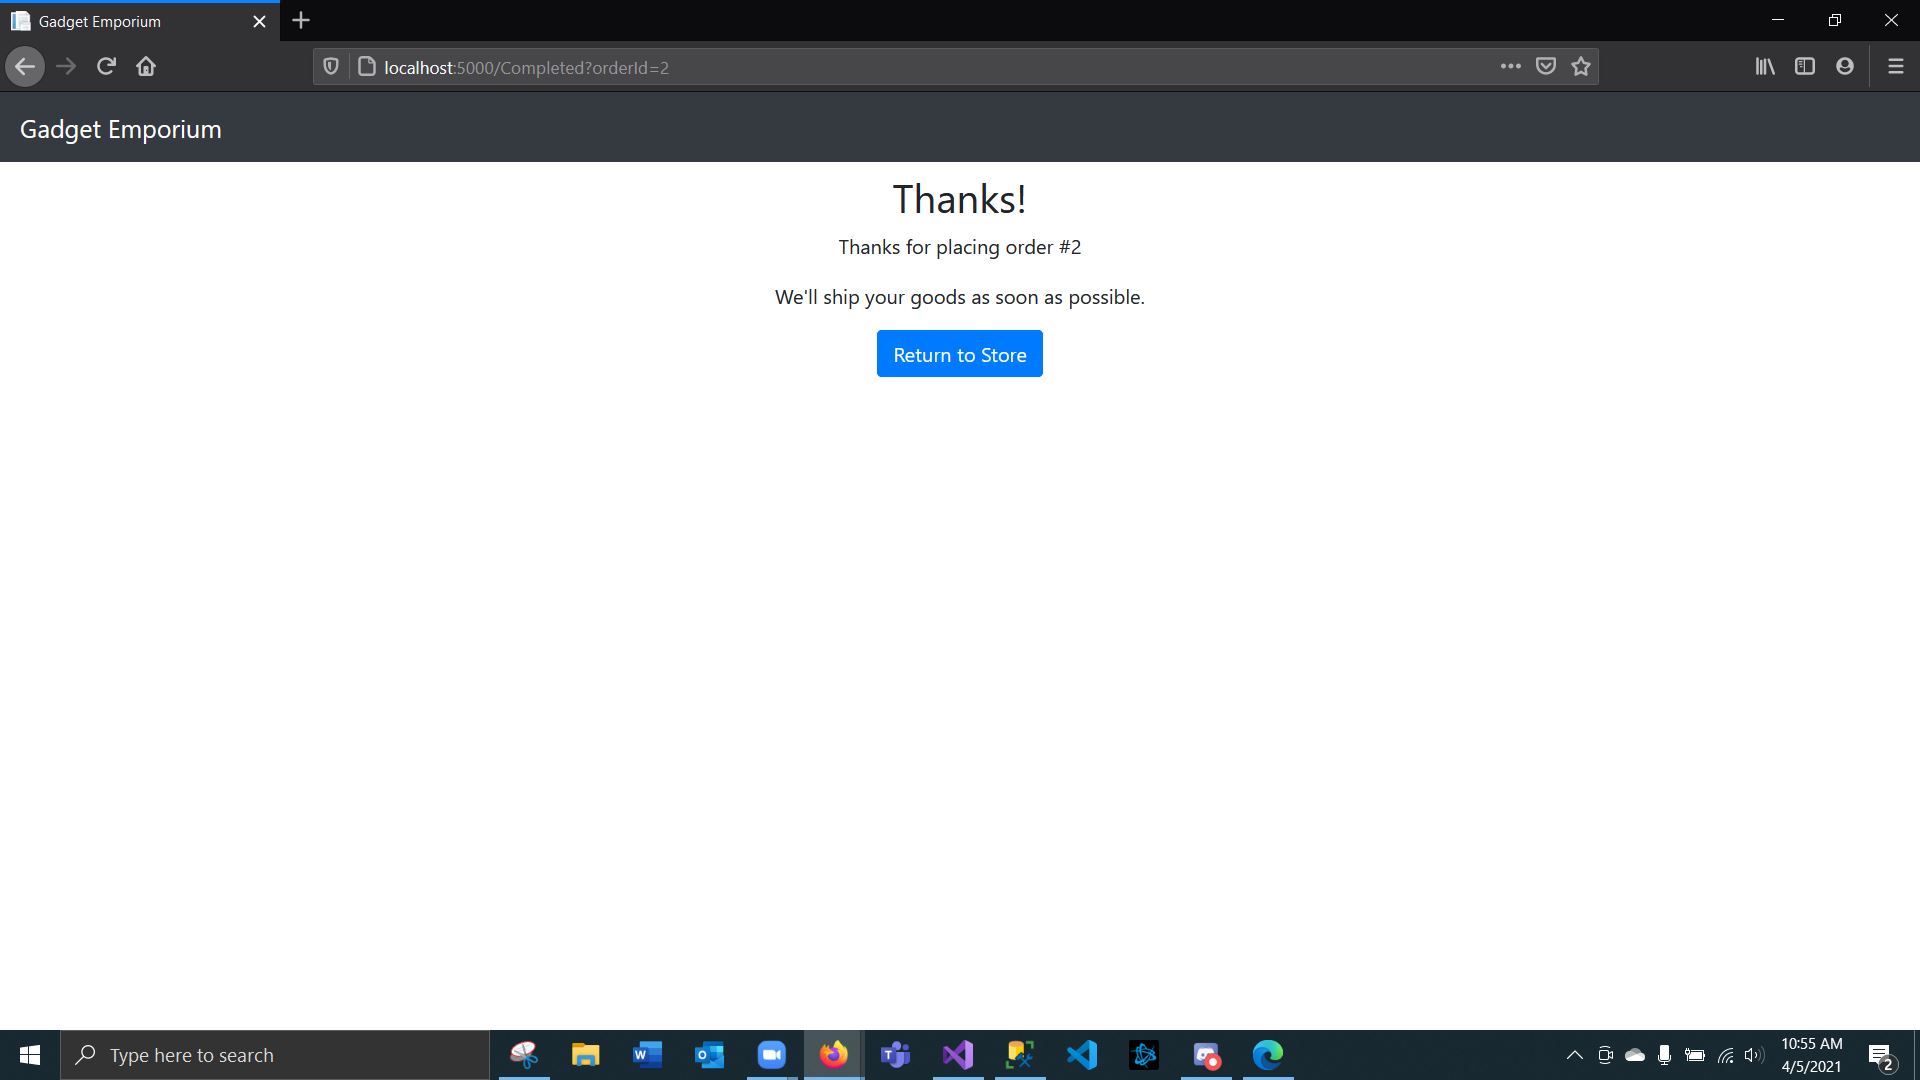 Gadget Emporium
localhost:5000/Completed?orderId=2
Gadget Emporium
Thanks!
Thanks for placing order #2
We'll ship your goods as soon as possible.
Return to Store
Type here to search
10:55 AM
4/5/2021
2